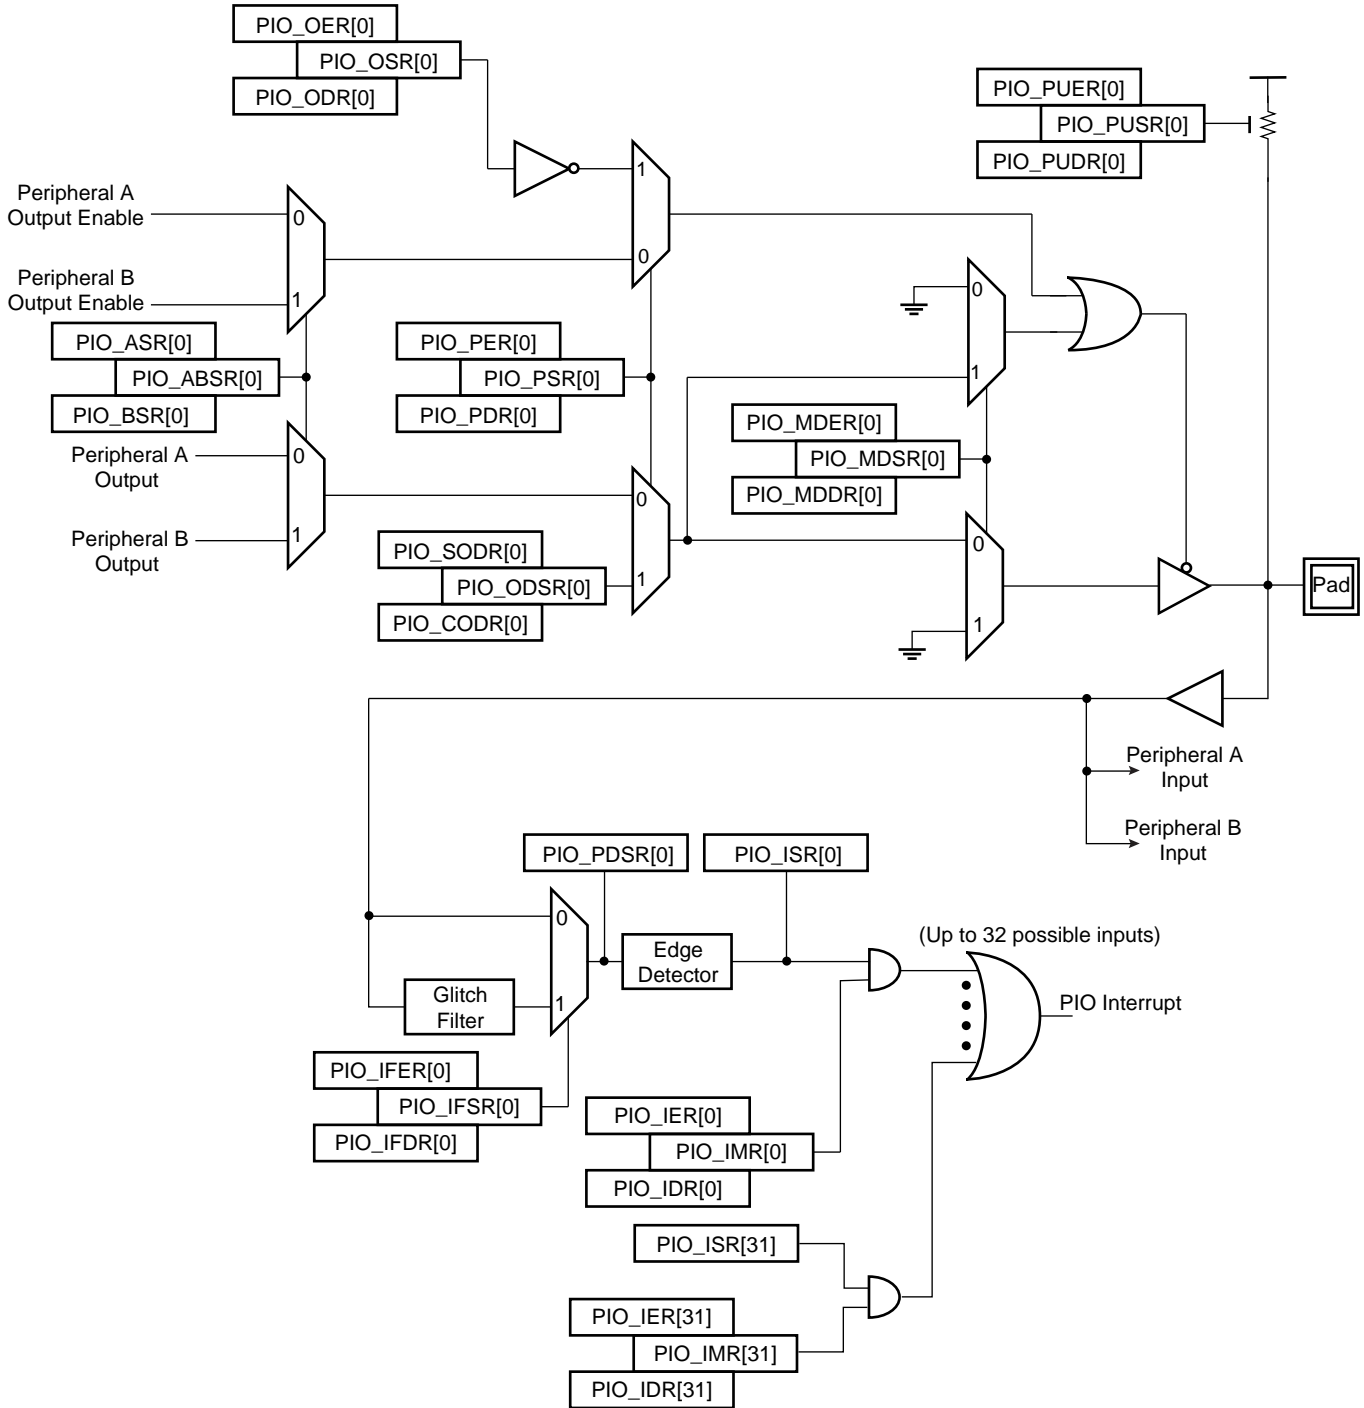 PIO_OER[0]
PIO_OSR[0]
PIO_ODR[0]
PIO_PUER[0]
PIO_PUSR[0]
PIO_PUDR[0]
1
0
Peripheral A
Output Enable
0
Peripheral B
Output Enable
1
0
1
PIO_ASR[0]
PIO_ABSR[0]
PIO_BSR[0]
PIO_PER[0]
PIO_PSR[0]
PIO_PDR[0]
PIO_MDER[0]
PIO_MDSR[0]
PIO_MDDR[0]
Peripheral A
Output
0
Peripheral B
Output
1
0
1
PIO_SODR[0]
PIO_ODSR[0]
PIO_CODR[0]
0
1
Pad
Peripheral A
Input
Peripheral B
Input
PIO_PDSR[0]
PIO_ISR[0]
0
1
Edge
Detector
Glitch
Filter
(Up to 32 possible inputs)
PIO Interrupt
PIO_IFER[0]
PIO_IFSR[0]
PIO_IFDR[0]
PIO_IER[0]
PIO_IMR[0]
PIO_IDR[0]
PIO_ISR[31]
PIO_IER[31]
PIO_IMR[31]
PIO_IDR[31]